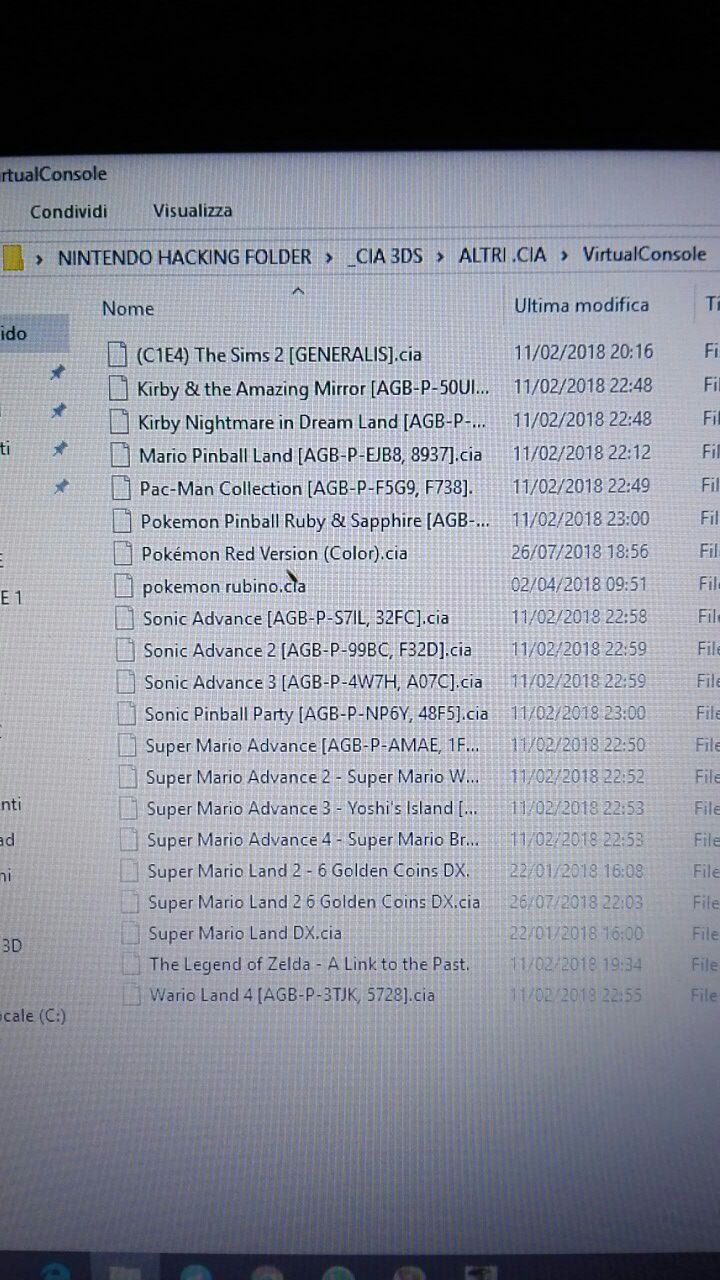 rtualConsole
Condividi Visualizza
› NINTENDO HACKING FOLDER › _CIA 3DS › ALTRI .CIA › VirtualConsole
Nome Ultima modifica Ti
ido
(C1E4) The Sims 2 [GENERALIS].cia 11/02/2018 20:16 Fi
Kirby & the Amazing Mirror [AGB-P-50UI... 11/02/2018 22:48 Fil
Kirby Nightmare in Dream Land [AGB-P-... 11/02/2018 22:48 Fil
ti Mario Pinball Land [AGB-P-EJB8, 8937].cia 11/02/2018 22:12 Fil
Pac-Man Collection [AGB-P-F5G9, F738]. 11/02/2018 22:49 Fil
Pokemon Pinball Ruby & Sapphire [AGB-... 11/02/2018 23:00 Fil
E Pokémon Red Version (Color).cia 26/07/2018 18:56 Fil
E 1 pokemon rubino.cia 02/04/2018 09:51 Fil
Sonic Advance [AGB-P-S7IL, 32FC].cia 11/02/2018 22:58 File
Sonic Advance 2 [AGB-P-99BC, F32D].cia 11/02/2018 22:59 File
Sonic Advance 3 [AGB-P-4W7H, A07C].cia 11/02/2018 22:59 File
Sonic Pinball Party [AGB-P-NP6Y, 48F5].cia 11/02/2018 23:00 File
Super Mario Advance [AGB-P-AMAE, 1F... 11/02/2018 22:50 File
Super Mario Advance 2 - Super Mario W... 11/02/2018 22:52 File
nti Super Mario Advance 3 - Yoshi's Island [... 11/02/2018 22:53 File
ad Super Mario Advance 4 - Super Mario Br... 11/02/2018 22:53 File
ni Super Mario Land 2 - 6 Golden Coins DX. 22/01/2018 16:08 File
Super Mario Land 2 6 Golden Coins DX.cia 26/07/2018 22:03 File
3D Super Mario Land DX.cia 22/01/2018 16:00 File
The Legend of Zelda - A Link to the Past. 11/02/2018 19:34 File
Wario Land 4 [AGB-P-3TJK, 5728].cia 11/02/2018 22:55 File
ocale (C:)